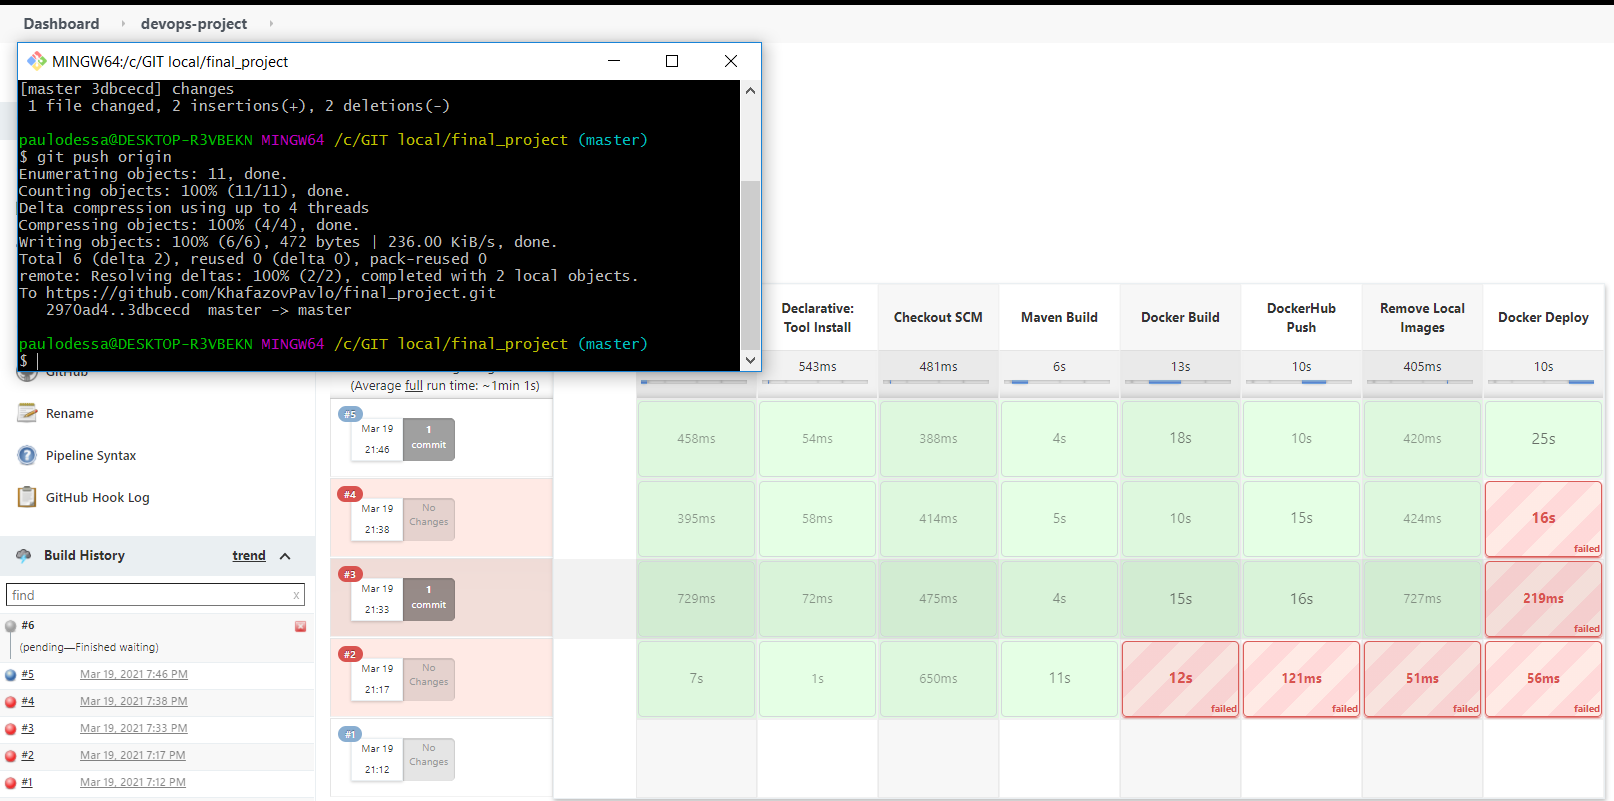 Dashboard
devops-project
MINGW64:/c/GIT local/final_project
[master 3dbcecd] changes
1 file changed, 2 insertions(+), 2 deletions(-)
paulodessa@DESKTOP-R3VBEKN MINGW64 /c/GIT local/final_project (master)
$ git push origin
Enumerating objects: 11, done.
Counting objects: 100% (11/11), done.
Delta compression using up to 4 threads
Compressing objects: 100% (4/4), done.
Writing objects: 100% (6/6), 472 bytes | 236.00 KiB/s, done.
Total 6 (delta 2), reused 0 (delta 0), pack-reused 0
remote: Resolving deltas: 100% (2/2), completed with 2 local objects.
To https://github.com/KhafazovPavlo/final_project.git
2970ad4..3dbcecd  master -> master
paulodessa@DESKTOP-R3VBEKN MINGW64 /c/GIT local/final_project (master)
$
GitHub
Rename
Pipeline Syntax
GitHub Hook Log
Build History trend
find x
#6
(pending—Finished waiting)
#5 Mar 19, 2021 7:46 PM
#4 Mar 19, 2021 7:38 PM
#3 Mar 19, 2021 7:33 PM
#2 Mar 19, 2021 7:17 PM
#1 Mar 19, 2021 7:12 PM
Declarative:
Tool Install
Checkout SCM
Maven Build
Docker Build
DockerHub
Push
Remove Local
Images
Docker Deploy
543ms 481ms 6s 13s 10s 405ms 10s
(Average full run time: ~1min 1s)
#5
Mar 19
21:46
1
commit
458ms 54ms 388ms 4s 18s 10s 420ms 25s
#4
Mar 19
21:38
No
Changes
395ms 58ms 414ms 5s 10s 15s 424ms 16s
failed
#3
Mar 19
21:33
1
commit
729ms 72ms 475ms 4s 15s 16s 727ms 219ms
failed
#2
Mar 19
21:17
No
Changes
7s 1s 650ms 11s 12s 121ms 51ms 56ms
failed failed failed failed
#1
Mar 19
21:12
No
Changes